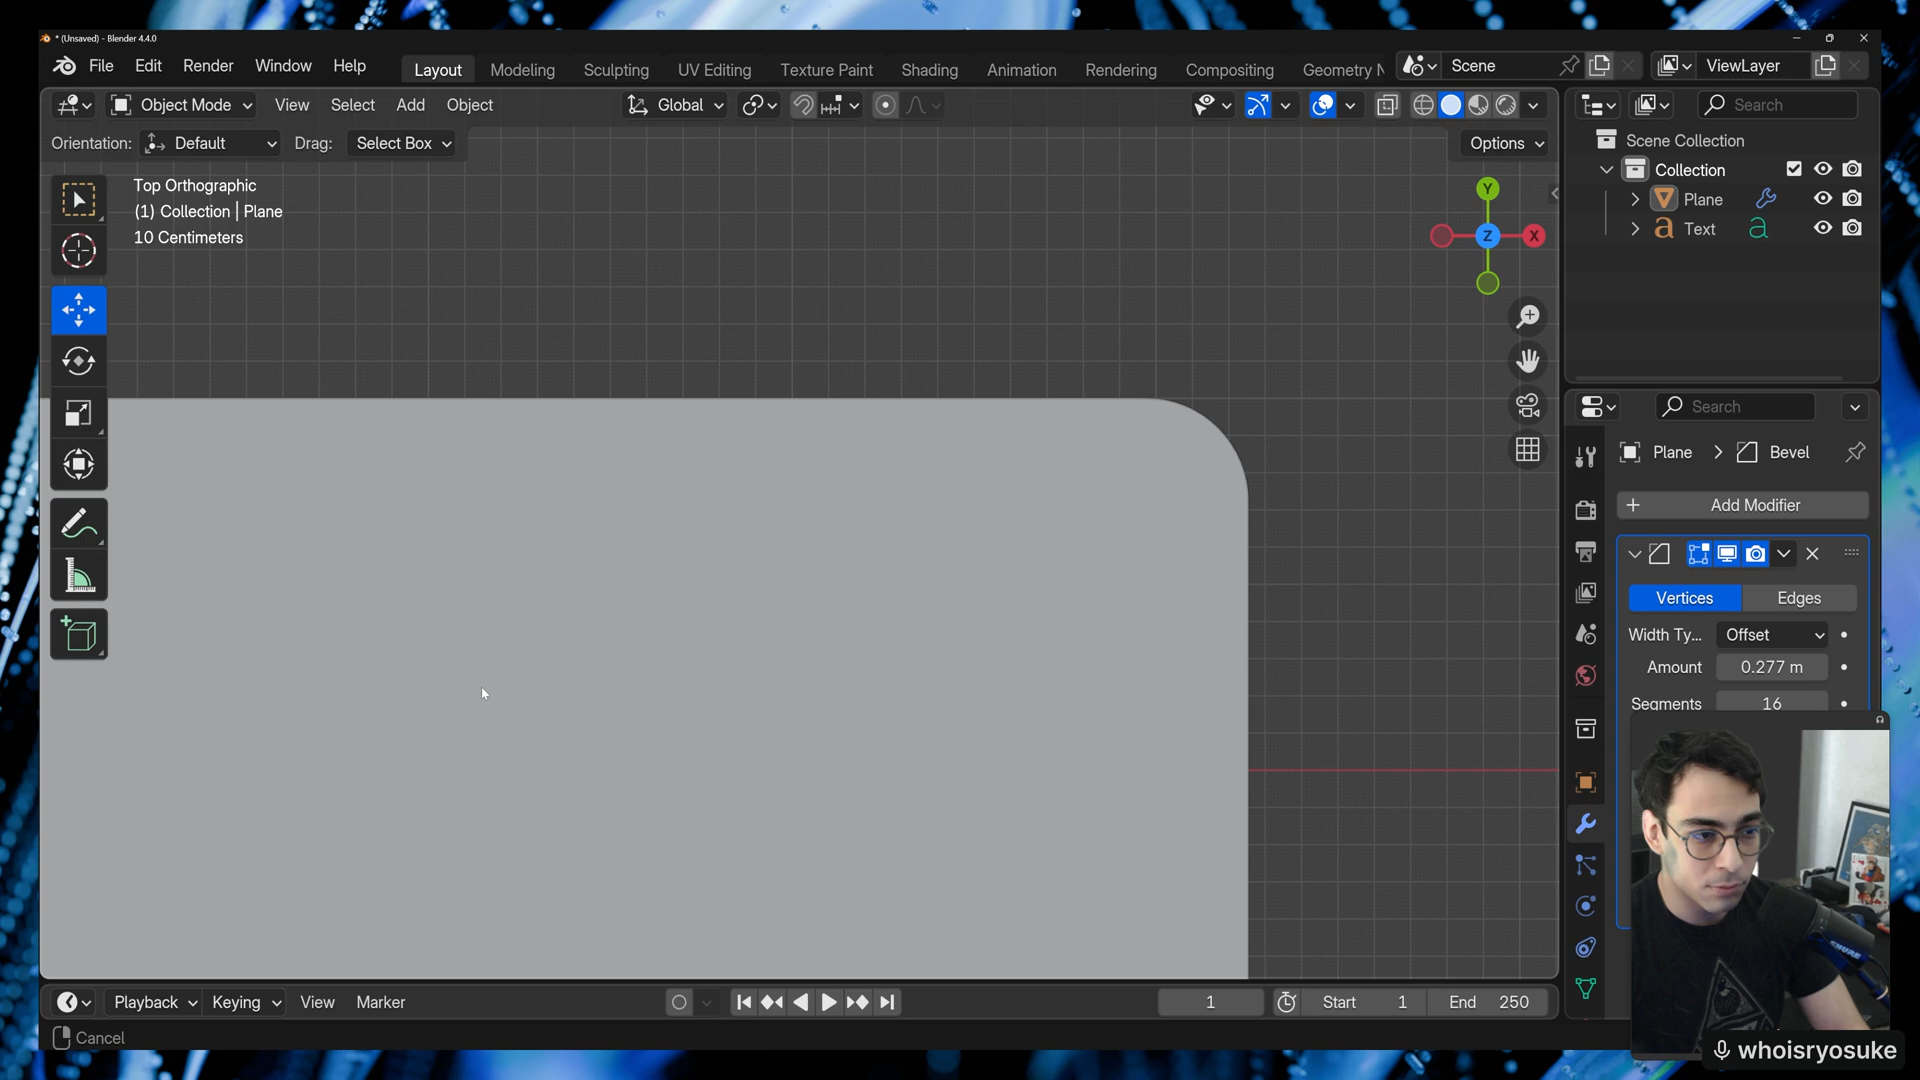 * (Unsaved) - Blender 4.4.0
File Edit Render Window Help
Layout Modeling Sculpting UV Editing Texture Paint Shading Animation Rendering Compositing Geometry N
Scene
ViewLayer
Object Mode View Select Add Object
Global
Search
Orientation: Default Drag: Select Box
Options
Top Orthographic
(1) Collection | Plane
10 Centimeters
Y
Z
X
Scene Collection
Collection
Plane
Text
Search
Plane > Bevel
+ Add Modifier
Vertices Edges
Width Ty... Offset
Amount 0.277 m
Segments 16
SHURE
Playback Keying View Marker
1
Start 1 End 250
Cancel
whoisryosuke